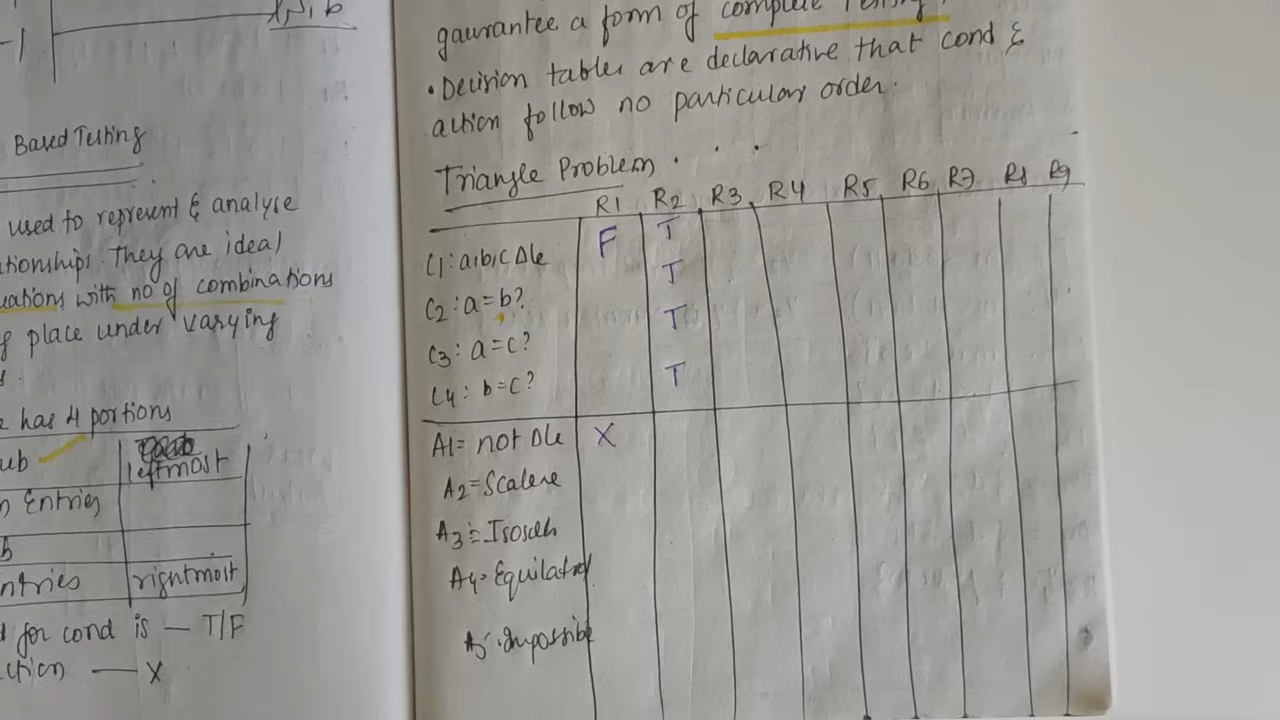 -1
Based Testing
used to represent & analyse
ationships. They are ideal
uations with no of combinations
of place under varying
s.
e has 4 portions
ub leftmost
n Entries
b
ntries rightmost
d for cond is — T/F
ction — X
gaurantee a form of complete Testing.
• Decision tables are declarative that cond &
action follow no particular order.
Triangle Problem . . .
R1 R2 R3 R4 R5 R6 R7 R8 R9
C1: a,b,c Δle F T
C2: a=b? T
C3: a=c? T
C4: b=c? T
A1= not Δle X
A2= Scalene
A3= Isosceles
A4= Equilateral
A5: Impossible